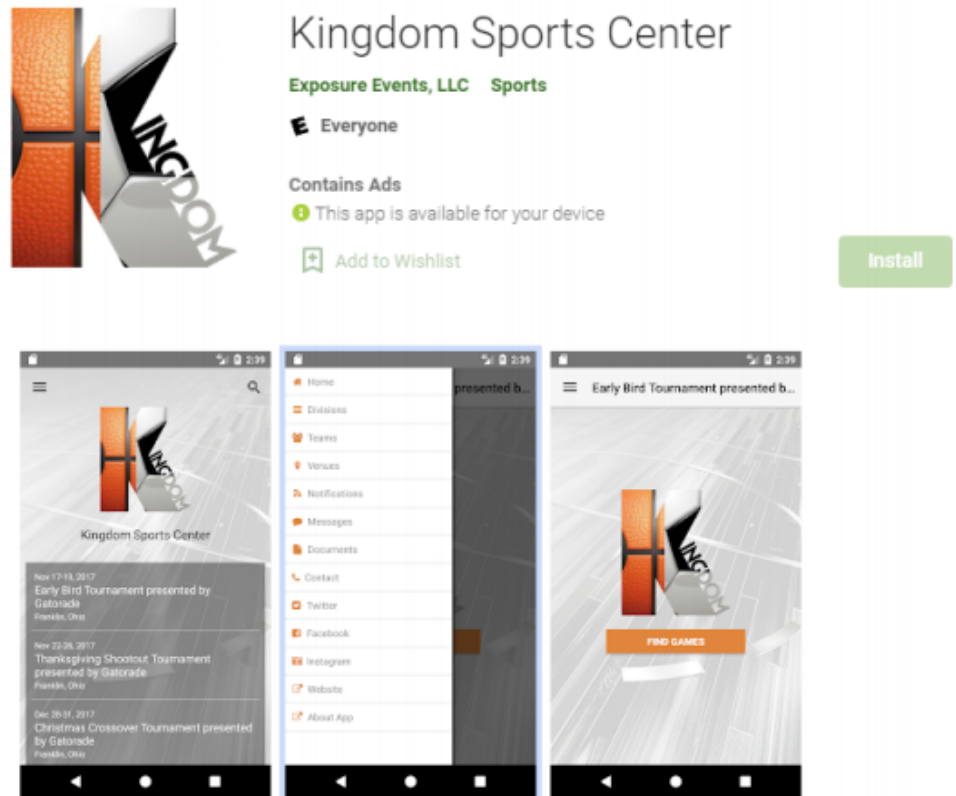 Kingdom Sports Center
Exposure Events, LLC Sports
E Everyone
Contains Ads
This app is available for your device
Add to Wishlist
Install
KINGDOM
2:39
KINGDOM
Kingdom Sports Center
Nov 17-19, 2017
Early Bird Tournament presented by
Gatorade
Franklin, Ohio
Nov 22-26, 2017
Thanksgiving Shootout Tournament
presented by Gatorade
Franklin, Ohio
Dec 28-31, 2017
Christmas Crossover Tournament presented
by Gatorade
Franklin, Ohio
2:39
presented b...
Home
Divisions
Teams
Venues
Notifications
Messages
Documents
Contact
Twitter
Facebook
Instagram
Website
About App
2:39
Early Bird Tournament presented b...
KINGDOM
FIND GAMES